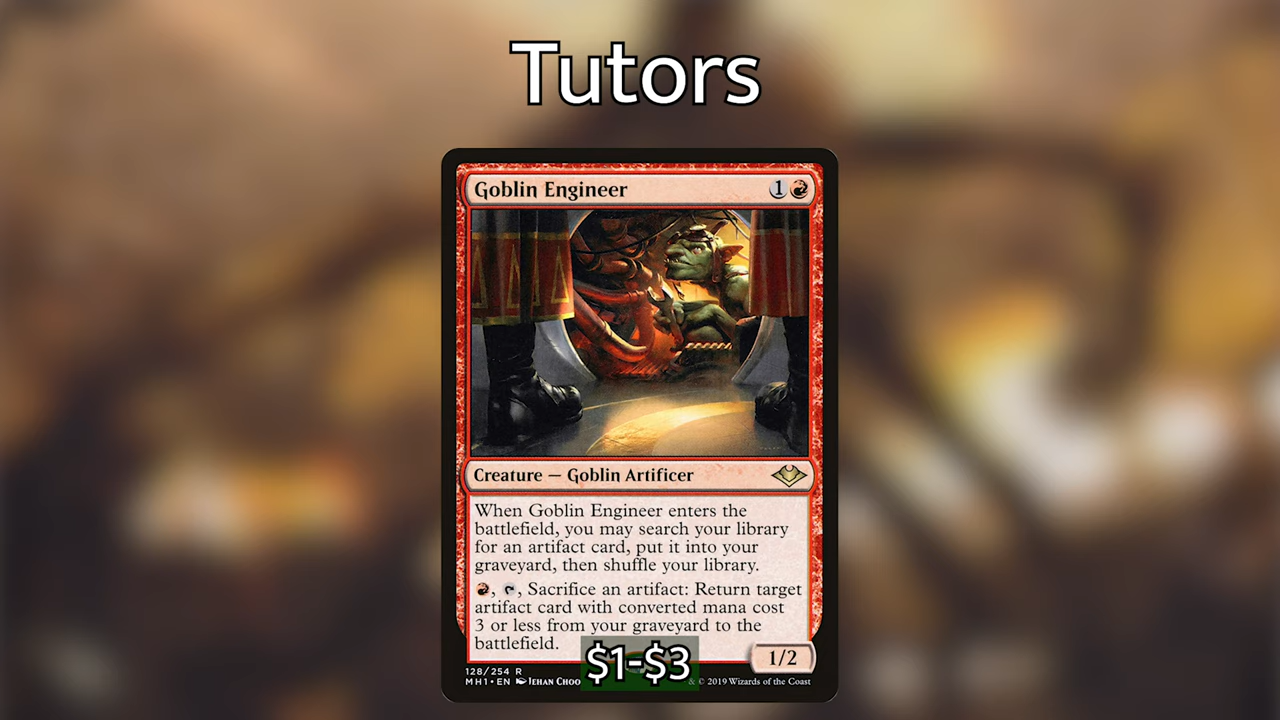 Tutors
Goblin Engineer 1
Creature — Goblin Artificer
When Goblin Engineer enters the
battlefield, you may search your library
for an artifact card, put it into your
graveyard, then shuffle your library.
, , Sacrifice an artifact: Return target
artifact card with converted mana cost
3 or less from your graveyard to the
battlefield.
$1-$3
1/2
128/254 R
MH1 • EN JEHAN CHOO & © 2019 Wizards of the Coast